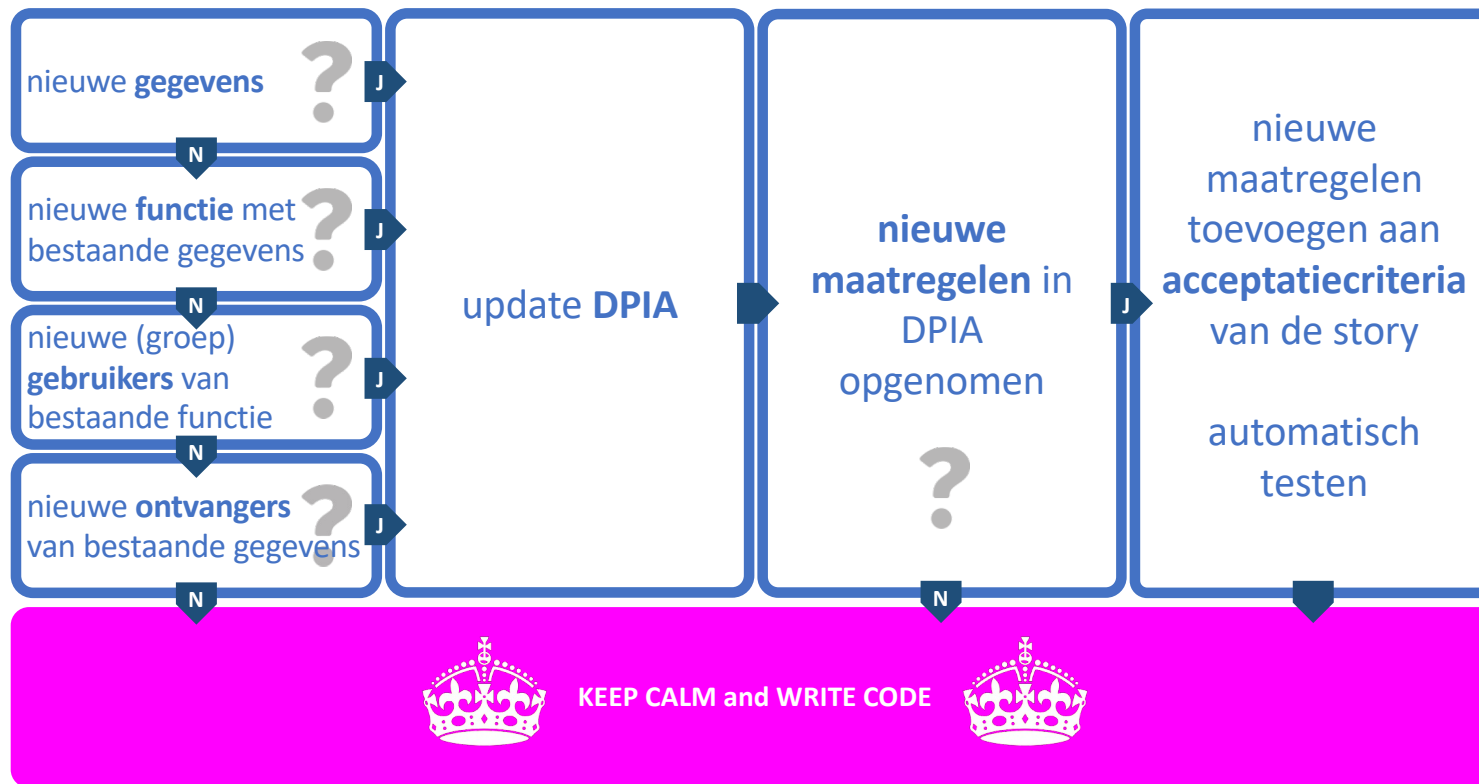 nieuwe gegevens
?
J
N
nieuwe functie met
bestaande gegevens
?
J
N
nieuwe (groep)
gebruikers van
bestaande functie
?
J
N
nieuwe ontvangers
van bestaande gegevens
?
J
N
update DPIA
nieuwe
maatregelen in
DPIA
opgenomen
?
J
N
nieuwe
maatregelen
toevoegen aan
acceptatiecriteria
van de story
automatisch
testen
KEEP CALM and WRITE CODE